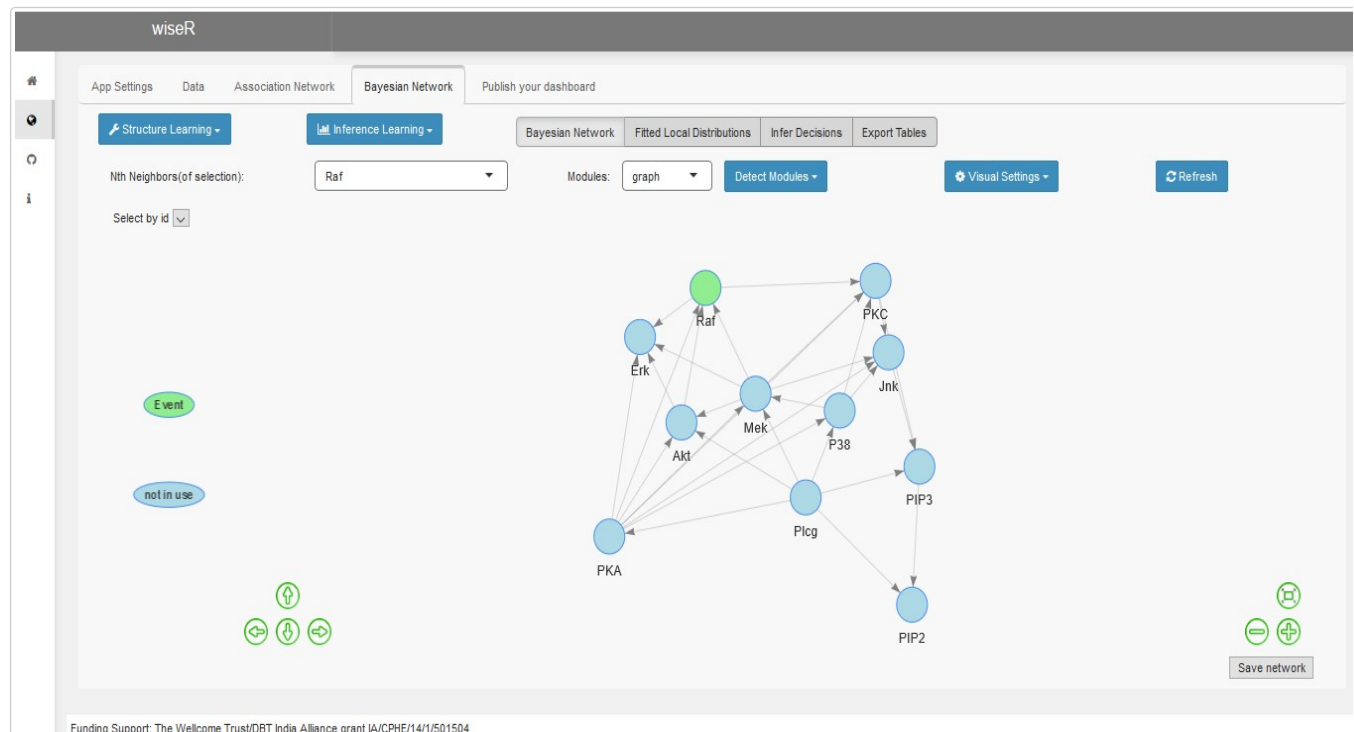 wiseR
App Settings Data Association Network Bayesian Network Publish your dashboard
Structure Learning Inference Learning Bayesian Network Fitted Local Distributions Infer Decisions Export Tables
Nth Neighbors(of selection): Raf Modules: graph Detect Modules Visual Settings Refresh
i
Select by id
Raf
PKC
Erk
Jnk
Event
Mek
P38
Akt
not in use
PIP3
Plcg
PKA
PIP2
Save network
Funding Support: The Wellcome Trust/DBT India Alliance grant IA/CPHE/14/1/501504